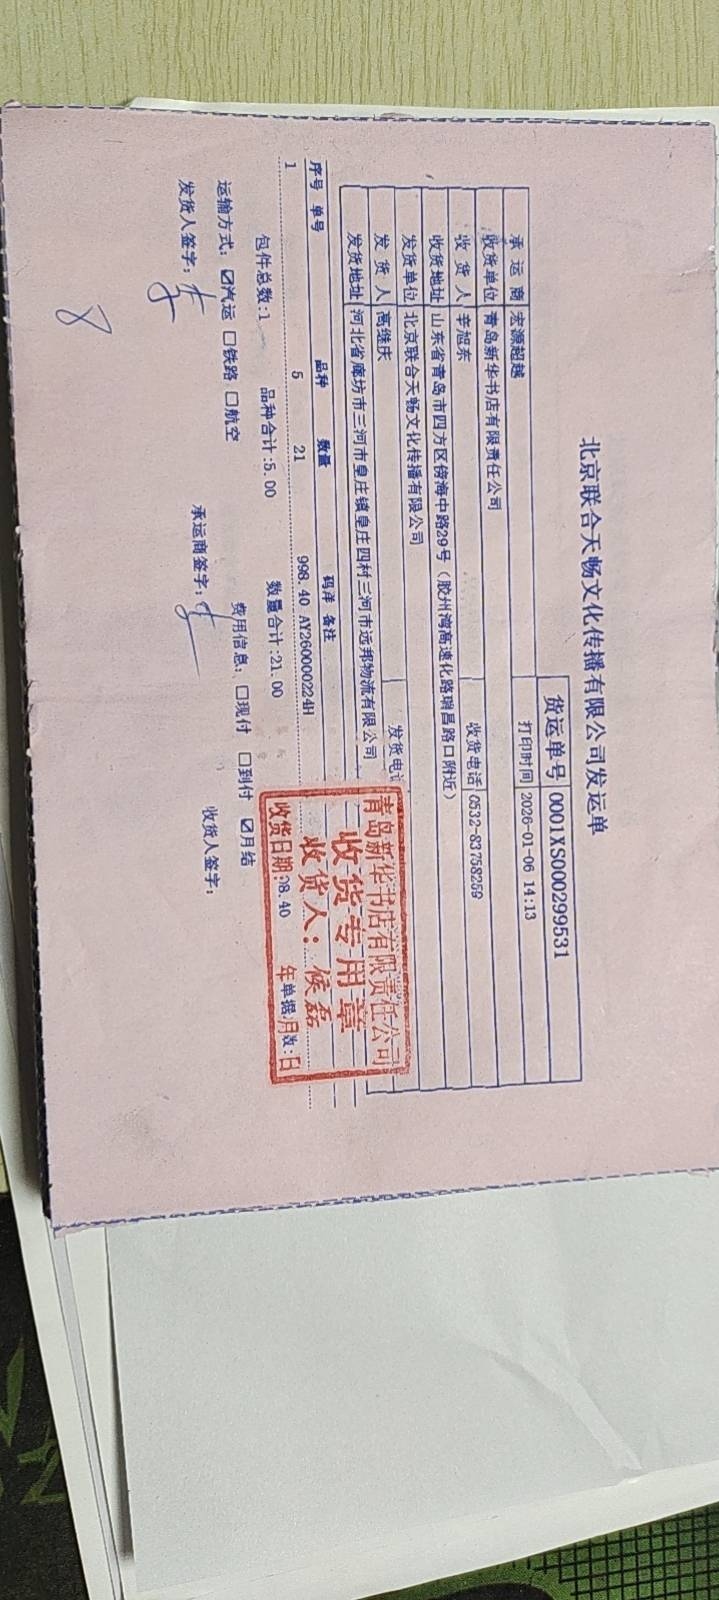 北京联合天畅文化传播有限公司发运单
货运单号 0001XS000299531
承运商 宏源超越 打印时间 2026-01-06 14:13
收货单位 青岛新华书店有限责任公司
收货人 辛旭东 收货电话 0532-83758259
收货地址 山东省青岛市四方区傍海中路29号（胶州湾高速化路瑞昌路口附近）
发货单位 北京联合天畅文化传播有限公司
发货人 高继庆 发货电
发货地址 河北省廊坊市三河市皇庄镇皇庄四村三河市远邦物流有限公司
序号 单号 品种 数量 码洋 备注
1 5 21 998.40 AY260000224H
包件总数:1 品种合计:5.00 数量合计:21.00 98.40 单据 数:
运输方式: ☑汽运 □铁路 □航空 费用信息: □现付 □到付 ☑月结
发货人签字: 承运商签字: 收货人签字:
8
青岛新华书店有限责任公司
收货专用章
收货人: 候磊
收货日期: 年 月 日